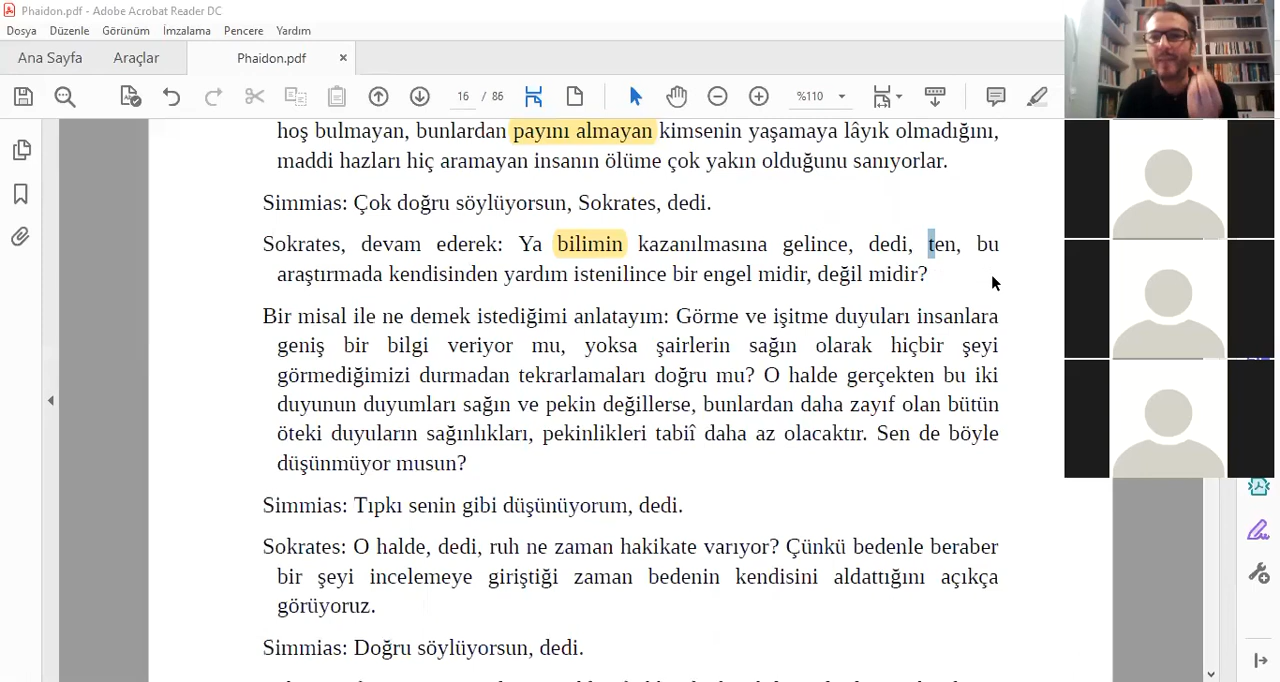 Phaidon.pdf - Adobe Acrobat Reader DC
Dosya Düzenle Görünüm İmzalama Pencere Yardım
Ana Sayfa Araçlar Phaidon.pdf ×
16 / 86 %110
hoş bulmayan, bunlardan payını almayan kimsenin yaşamaya lâyık olmadığını,
maddi hazları hiç aramayan insanın ölüme çok yakın olduğunu sanıyorlar.
Simmias: Çok doğru söylüyorsun, Sokrates, dedi.
Sokrates, devam ederek: Ya bilimin kazanılmasına gelince, dedi, ten, bu
araştırmada kendisinden yardım istenilince bir engel midir, değil midir?
Bir misal ile ne demek istediğimi anlatayım: Görme ve işitme duyuları insanlara
geniş bir bilgi veriyor mu, yoksa şairlerin sağın olarak hiçbir şeyi
görmediğimizi durmadan tekrarlamaları doğru mu? O halde gerçekten bu iki
duyunun duyumları sağın ve pekin değillerse, bunlardan daha zayıf olan bütün
öteki duyuların sağınlıkları, pekinlikleri tabiî daha az olacaktır. Sen de böyle
düşünmüyor musun?
Simmias: Tıpkı senin gibi düşünüyorum, dedi.
Sokrates: O halde, dedi, ruh ne zaman hakikate varıyor? Çünkü bedenle beraber
bir şeyi incelemeye giriştiği zaman bedenin kendisini aldattığını açıkça
görüyoruz.
Simmias: Doğru söylüyorsun, dedi.